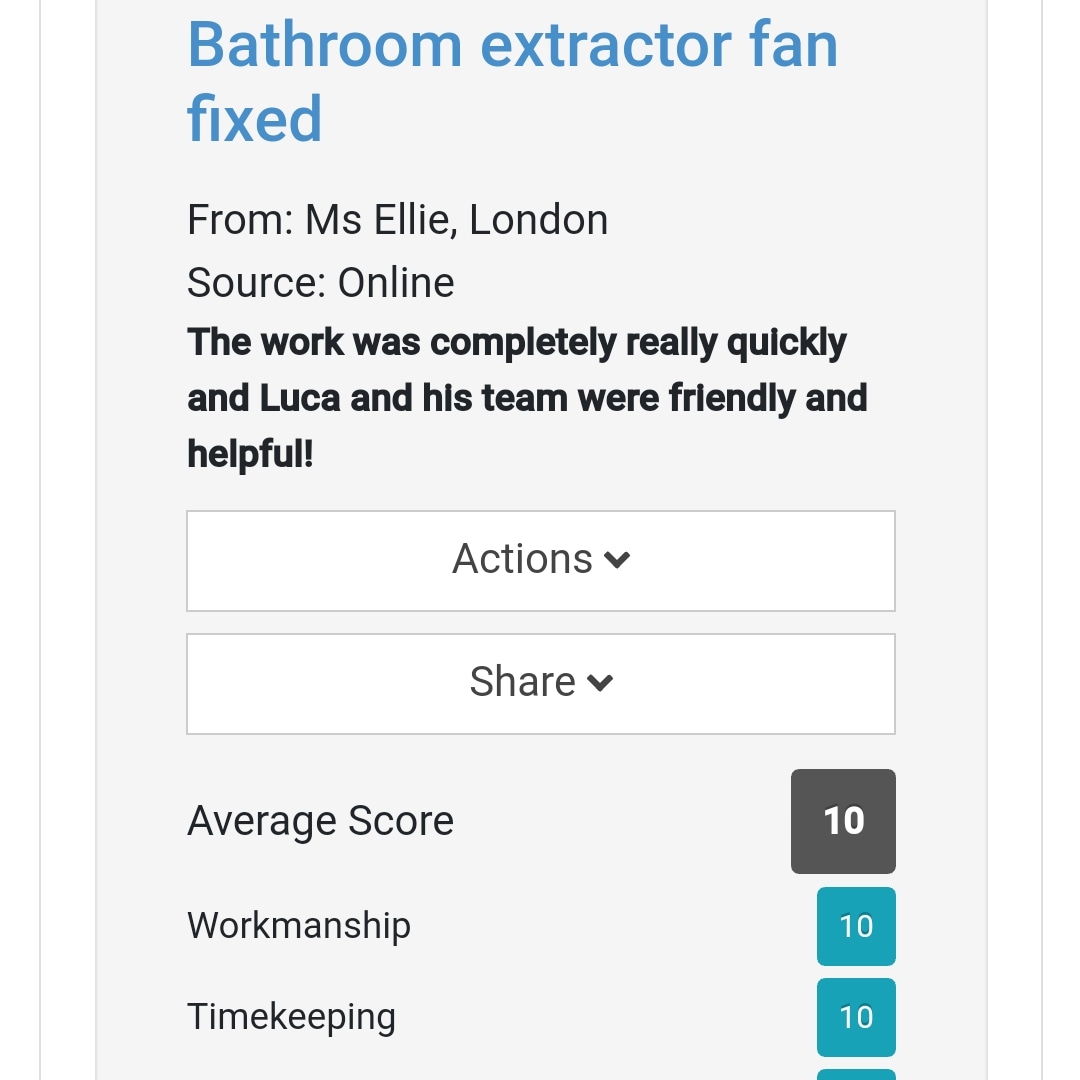 Bathroom extractor fan
fixed
From: Ms Ellie, London
Source: Online
The work was completely really quickly
and Luca and his team were friendly and
helpful!
Actions
Share
Average Score 10
Workmanship 10
Timekeeping 10